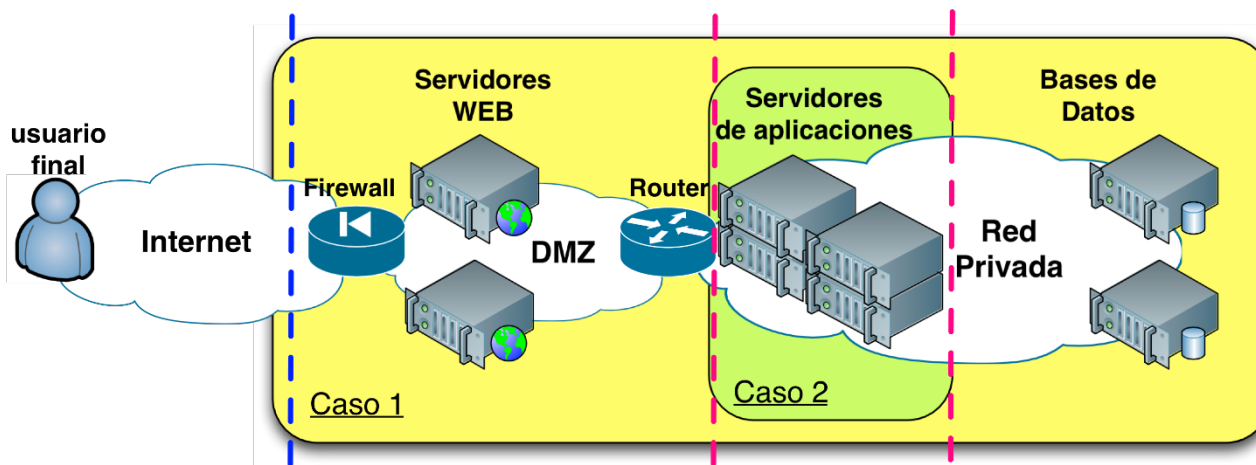 Servidores
WEB
Servidores
de aplicaciones
Bases de
Datos
usuario
final
Firewall
Router
Internet
DMZ
Red
Privada
Caso 1
Caso 2